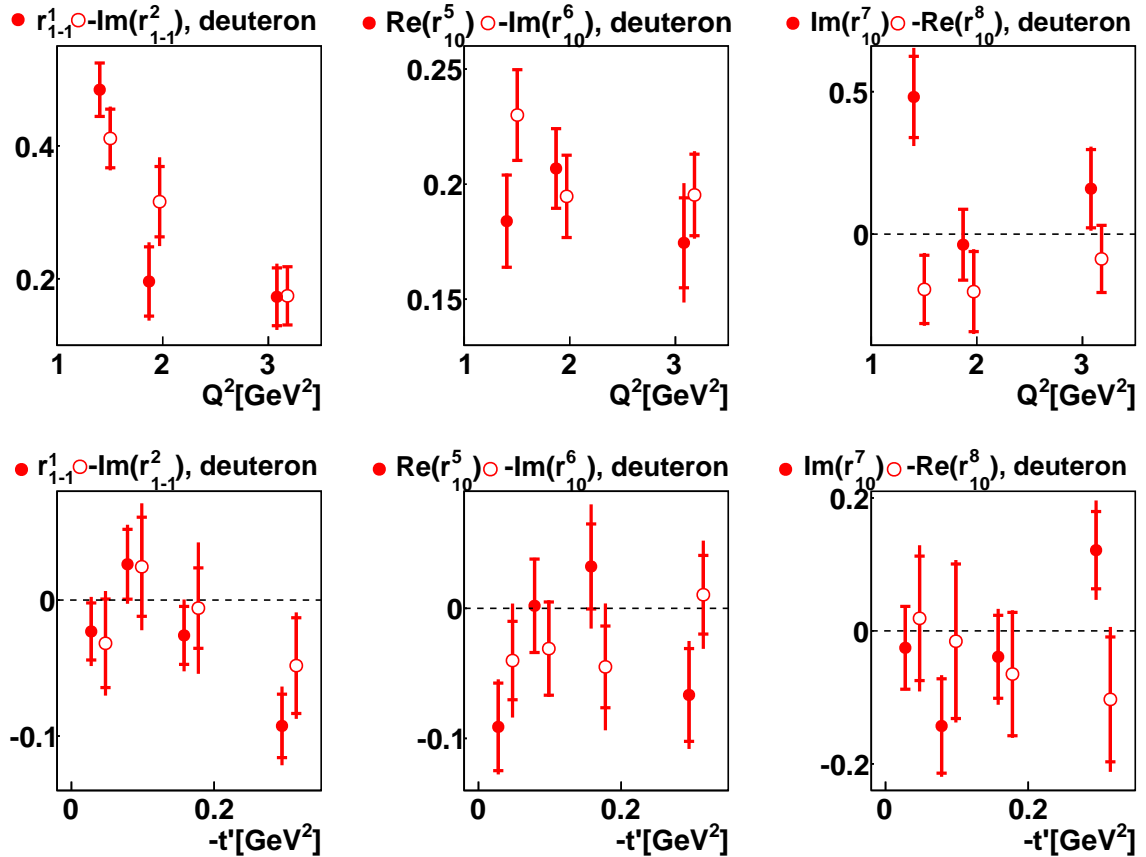 ● r¹₁₋₁ ○ -Im(r²₁₋₁), deuteron
0.4
0.2
1 2 3
Q²[GeV²]
● Re(r⁵₁₀) ○ -Im(r⁶₁₀), deuteron
0.25
0.2
0.15
1 2 3
Q²[GeV²]
● Im(r⁷₁₀) ○ -Re(r⁸₁₀), deuteron
0.5
0
1 2 3
Q²[GeV²]
● r¹₁₋₁ ○ -Im(r²₁₋₁), deuteron
0
-0.1
0 0.2
-t'[GeV²]
● Re(r⁵₁₀) ○ -Im(r⁶₁₀), deuteron
0
-0.1
0 0.2
-t'[GeV²]
● Im(r⁷₁₀) ○ -Re(r⁸₁₀), deuteron
0.2
0
-0.2
0 0.2
-t'[GeV²]